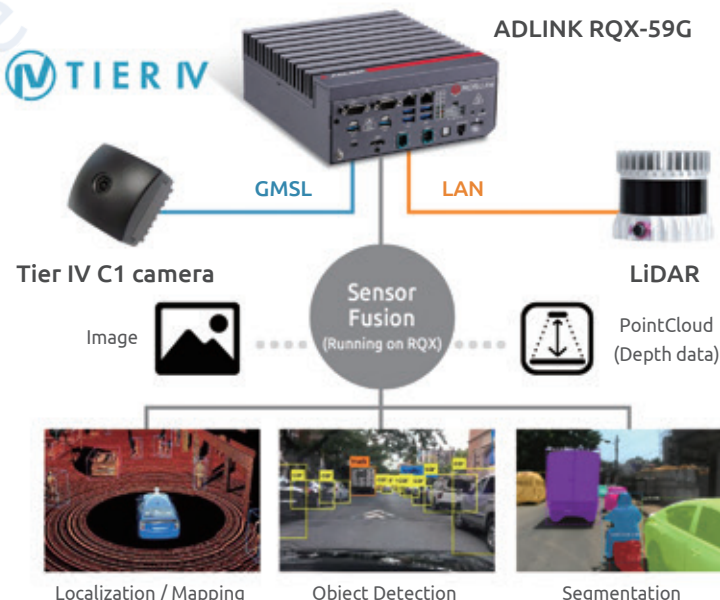 ADLINK RQX-59G
TIER IV
GMSL
LAN
Tier IV C1 camera
LiDAR
Sensor
Fusion
(Running on RQX)
Image
PointCloud
(Depth data)
Localization / Mapping
Object Detection
Segmentation